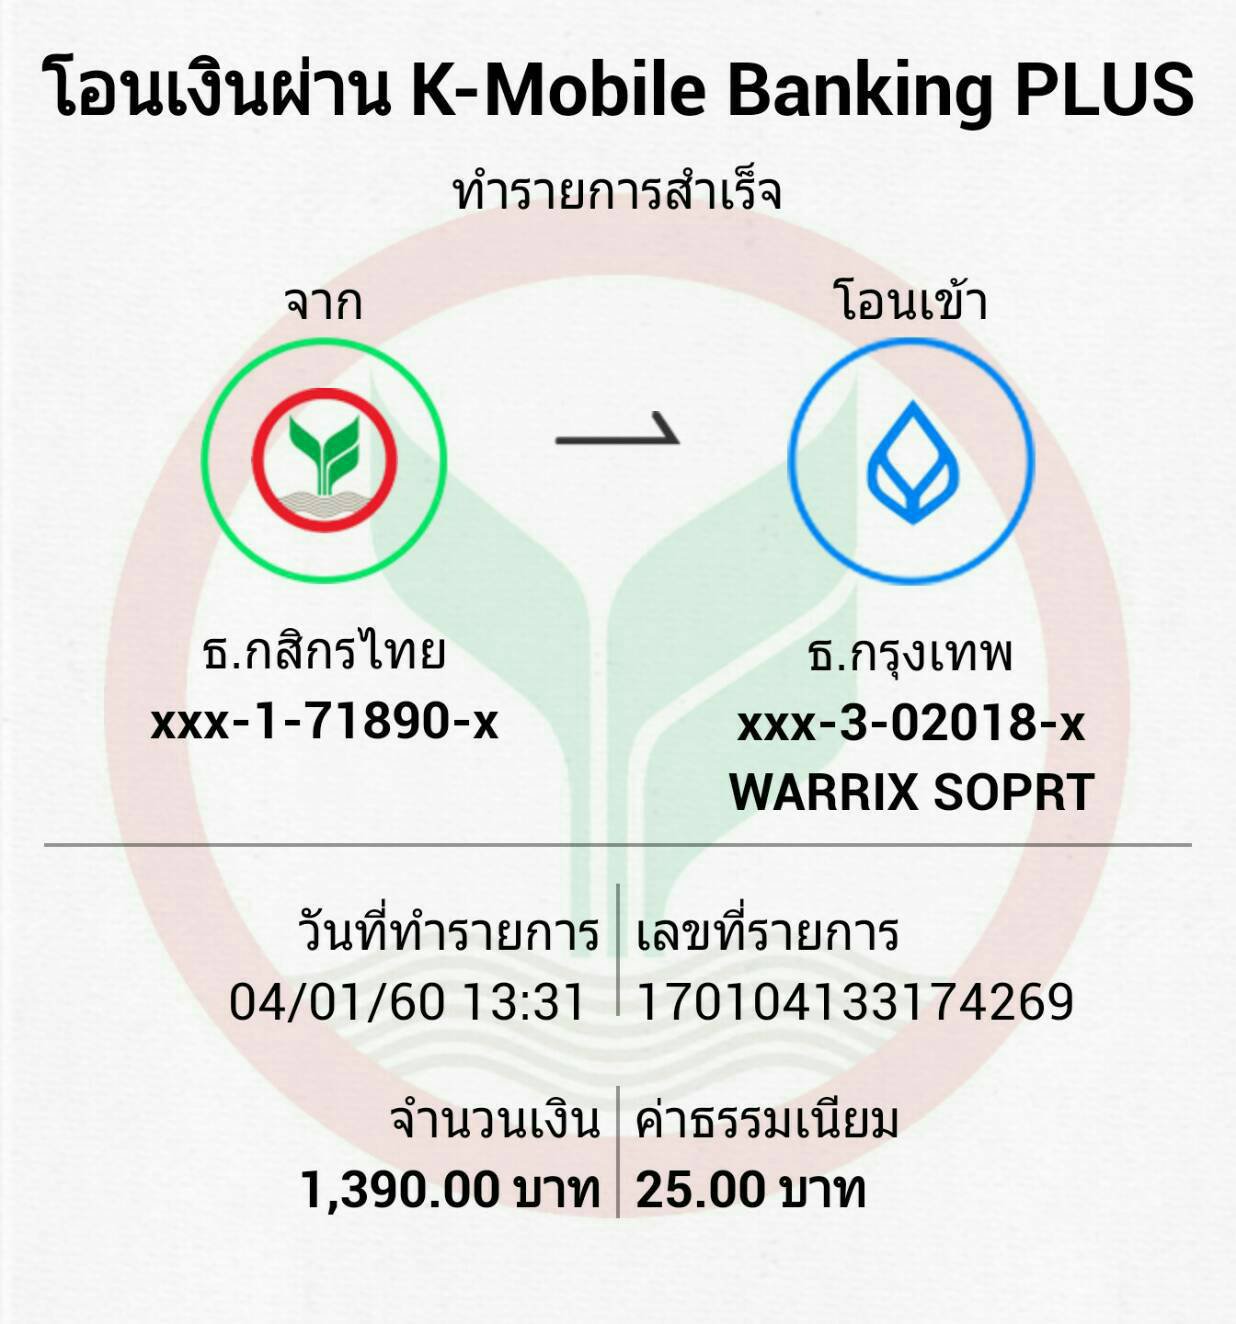 โอนเงินผ่าน K-Mobile Banking PLUS
ทำรายการสำเร็จ
จาก
โอนเข้า
ธ.กสิกรไทย
ธ.กรุงเทพ
xxx-1-71890-x
xxx-3-02018-x
WARRIX SOPRT
วันที่ทำรายการ
เลขที่รายการ
04/01/60 13:31
170104133174269
จำนวนเงิน
ค่าธรรมเนียม
1,390.00 บาท
25.00 บาท